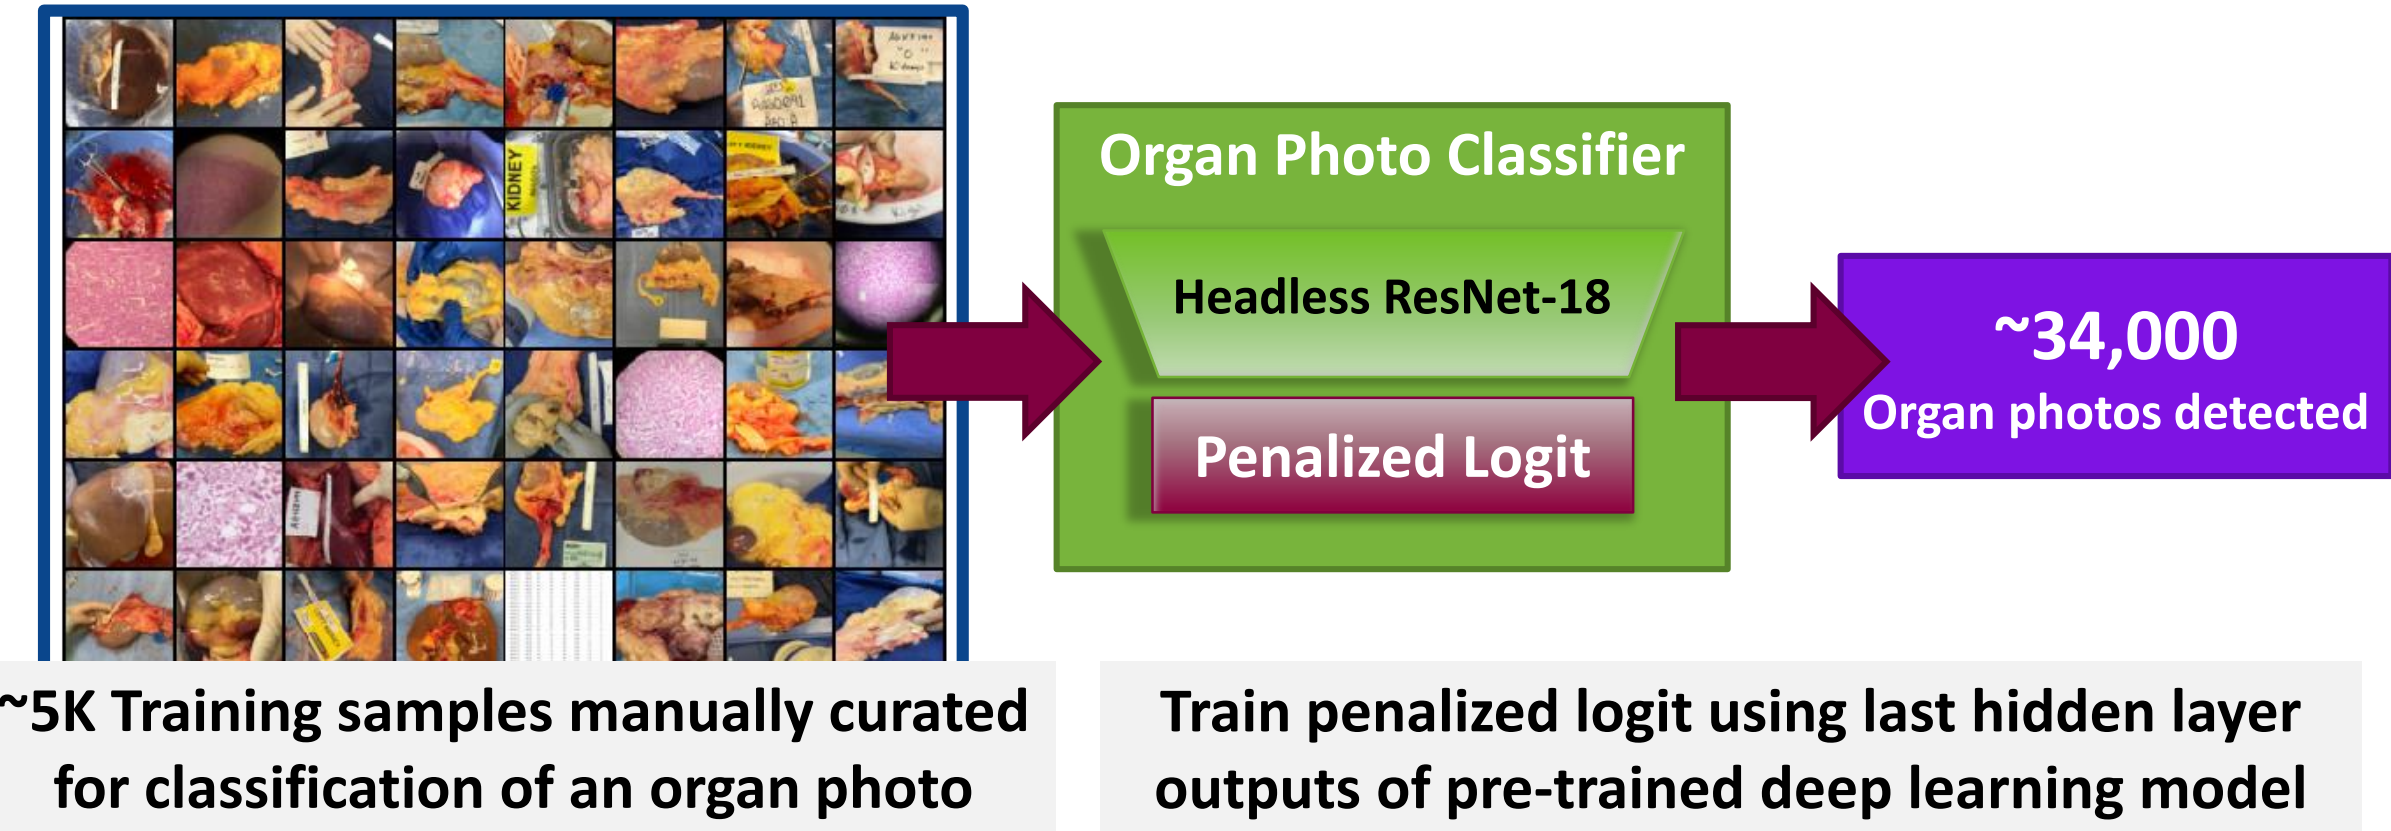 KIDNEY
Organ Photo Classifier
Headless ResNet-18
Penalized Logit
~34,000
Organ photos detected
~5K Training samples manually curated
for classification of an organ photo
Train penalized logit using last hidden layer
outputs of pre-trained deep learning model